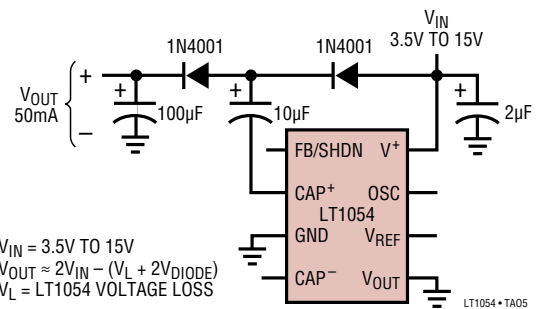 V_IN
3.5V TO 15V
1N4001
1N4001
V_OUT
50mA
+
–
+
100µF
+
10µF
+
2µF
FB/SHDN
V⁺
CAP⁺
OSC
LT1054
GND
V_REF
CAP⁻
V_OUT
V_IN = 3.5V TO 15V
V_OUT ≈ 2V_IN – (V_L + 2V_DIODE)
V_L = LT1054 VOLTAGE LOSS
LT1054 • TA05